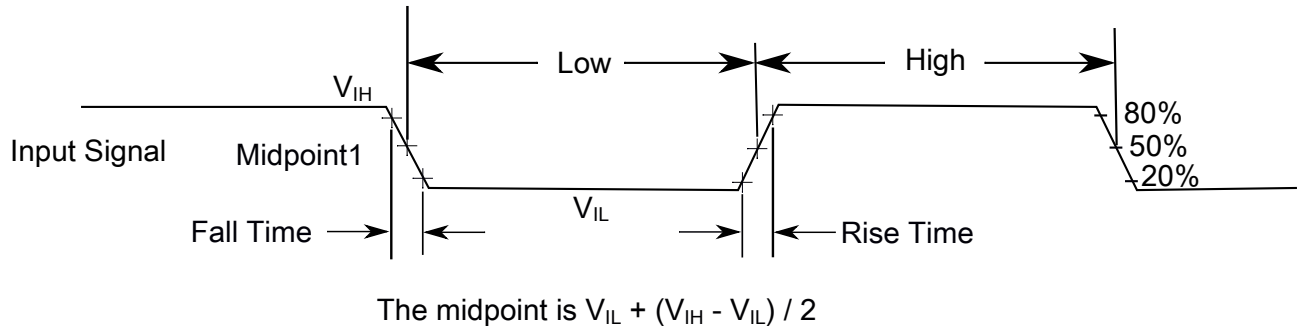 Low
High
V_IH
80%
Input Signal
Midpoint1
50%
20%
V_IL
Fall Time
Rise Time
The midpoint is V_IL + (V_IH - V_IL) / 2